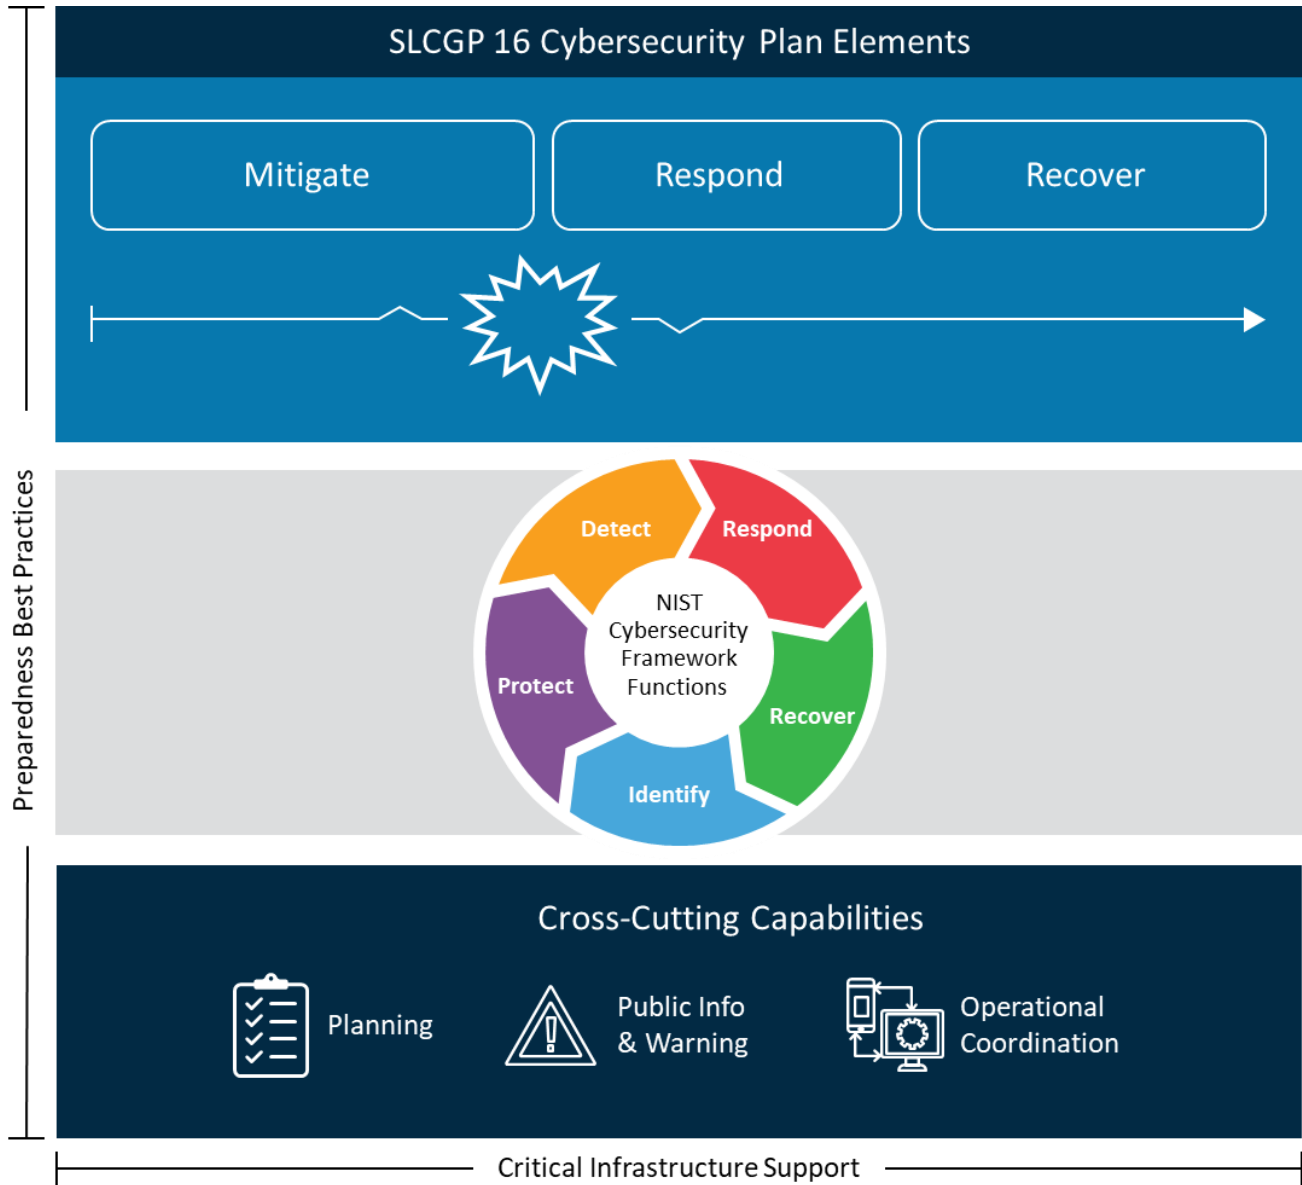 SLCGP 16 Cybersecurity Plan Elements
Mitigate
Respond
Recover
Preparedness Best Practices
Detect
Respond
Protect
NIST
Cybersecurity
Framework
Functions
Recover
Identify
Cross-Cutting Capabilities
Planning
Public Info
& Warning
Operational
Coordination
Critical Infrastructure Support